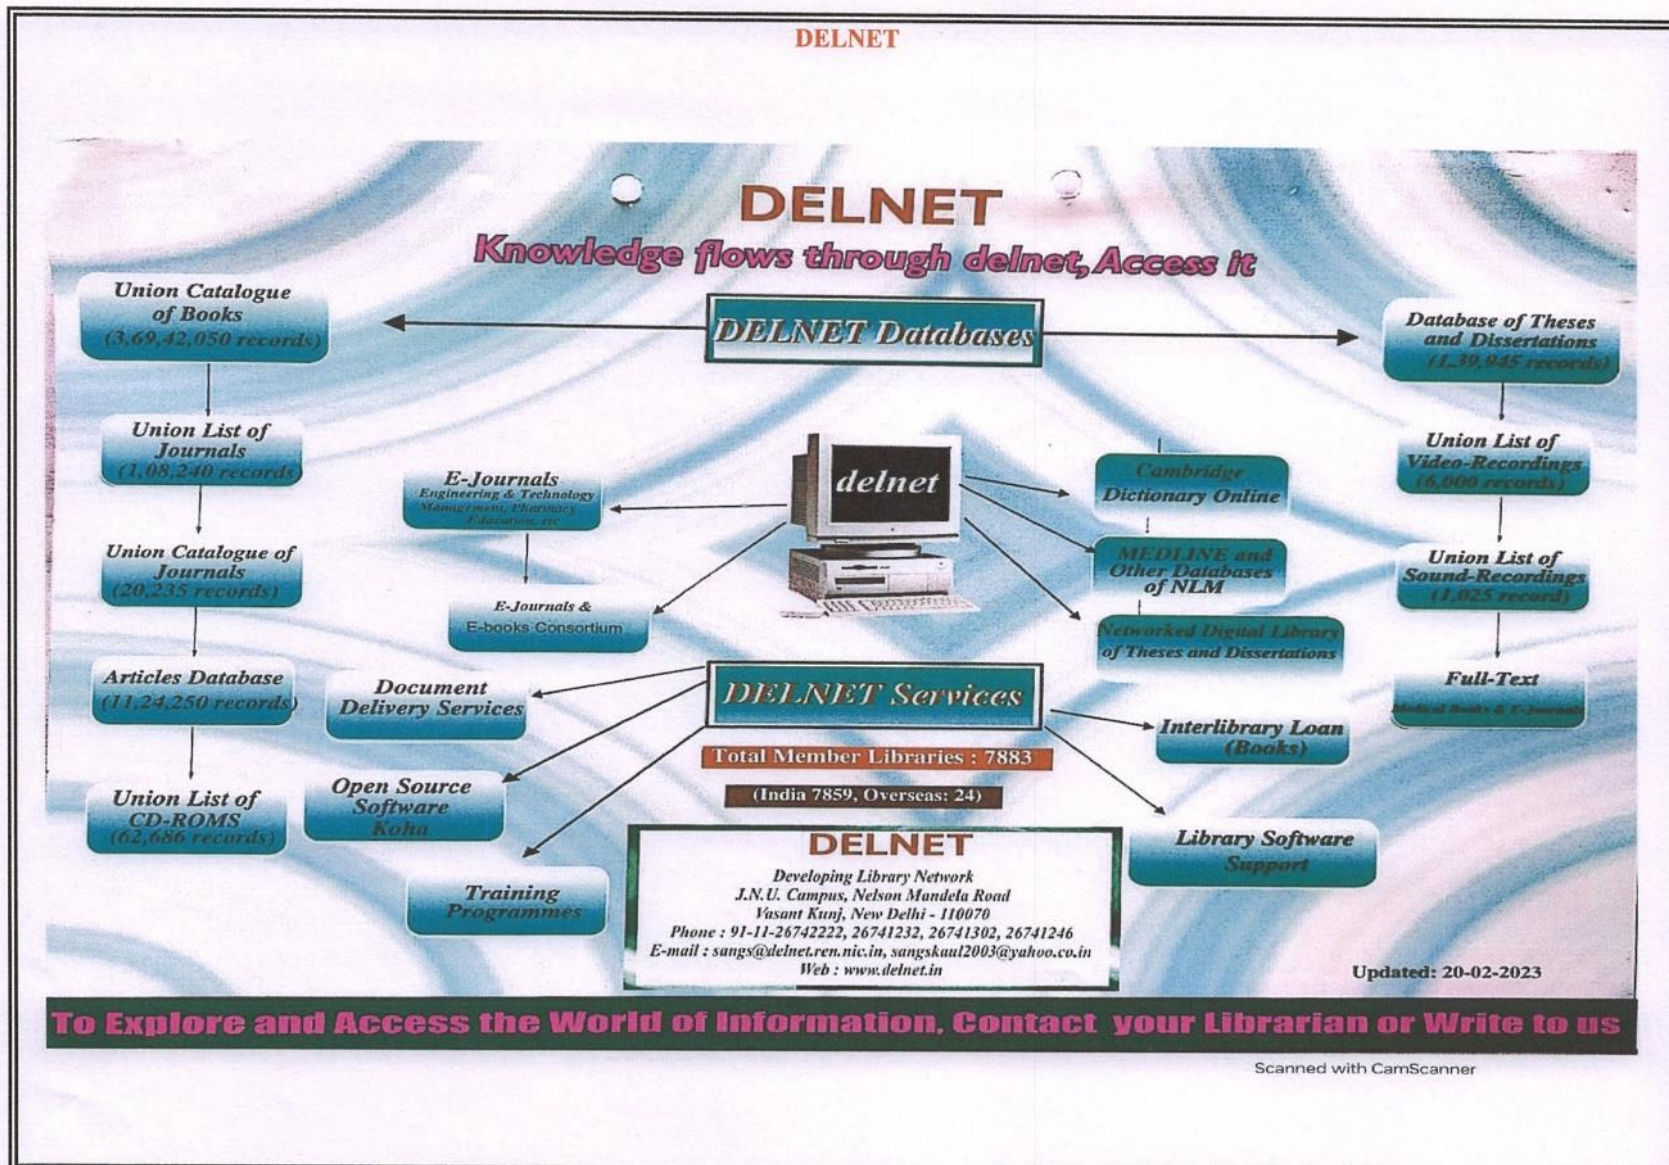 DELNET
DELNET
Knowledge flows through delnet, Access it
DELNET Databases
Union Catalogue
of Books
(3,69,42,050 records)
Union List of
Journals
(1,08,240 records)
Union Catalogue of
Journals
(20,235 records)
Articles Database
(11,24,250 records)
Union List of
CD-ROMS
(62,686 records)
Database of Theses
and Dissertations
(1,39,945 records)
Union List of
Video-Recordings
(6,000 records)
Union List of
Sound-Recordings
(1,025 record)
Full-Text
Medical Books & E-Journals
E-Journals
Engineering & Technology
Management, Pharmacy
Education, etc
E-Journals &
E-books Consortium
delnet
Cambridge
Dictionary Online
MEDLINE and
Other Databases
of NLM
Networked Digital Library
of Theses and Dissertations
DELNET Services
Document
Delivery Services
Open Source
Software
Koha
Training
Programmes
Interlibrary Loan
(Books)
Library Software
Support
Total Member Libraries : 7883
(India 7859, Overseas: 24)
DELNET
Developing Library Network
J.N.U. Campus, Nelson Mandela Road
Vasant Kunj, New Delhi - 110070
Phone : 91-11-26742222, 26741232, 26741302, 26741246
E-mail : sangs@delnet.ren.nic.in, sangskaul2003@yahoo.co.in
Web : www.delnet.in
Updated: 20-02-2023
To Explore and Access the World of Information, Contact your Librarian or Write to us
Scanned with CamScanner